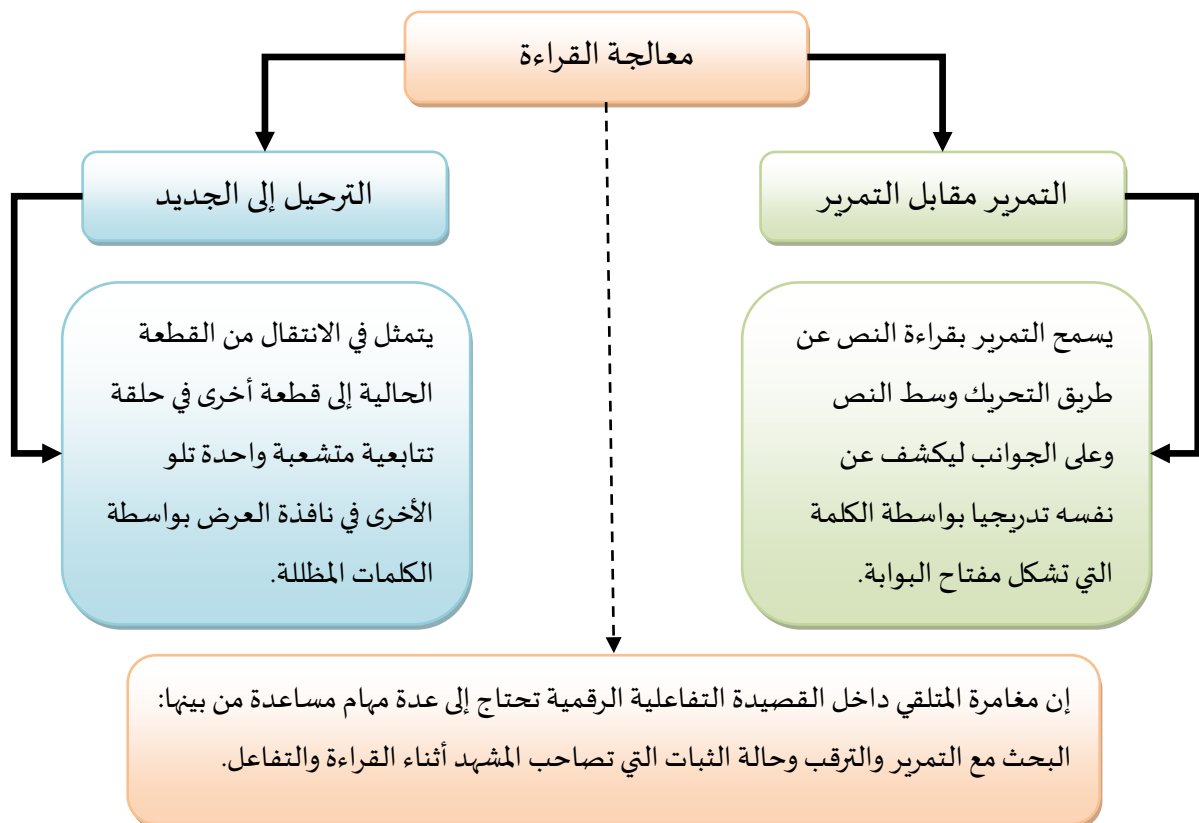 معالجة القراءة
التمرير مقابل التمرير
الترحيل إلى الجديد
يسمح التمرير بقراءة النص عن
طريق التحريك وسط النص
وعلى الجوانب ليكشف عن
نفسه تدريجيا بواسطة الكلمة
التي تشكل مفتاح البوابة.
يتمثل في الانتقال من القطعة
الحالية إلى قطعة أخرى في حلقة
تتابعية متشعبة واحدة تلو
الأخرى في نافذة العرض بواسطة
الكلمات المظللة.
إن مغامرة المتلقي داخل القصيدة التفاعلية الرقمية تحتاج إلى عدة مهام مساعدة من بينها:
البحث مع التمرير والترقب وحالة الثبات التي تصاحب المشهد أثناء القراءة والتفاعل.